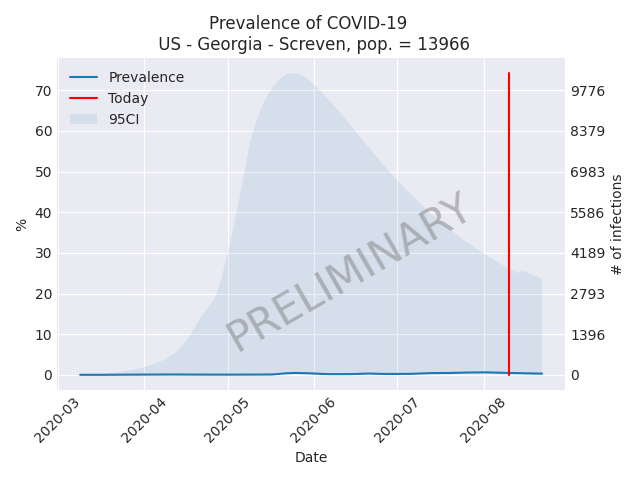 Prevalence of COVID-19
US - Georgia - Screven, pop. = 13966
Prevalence
Today
95CI
70
60
50
40
30
20
10
0
%
9776
8379
6983
5586
4189
2793
1396
0
# of infections
PRELIMINARY
2020-03
2020-04
2020-05
2020-06
2020-07
2020-08
Date